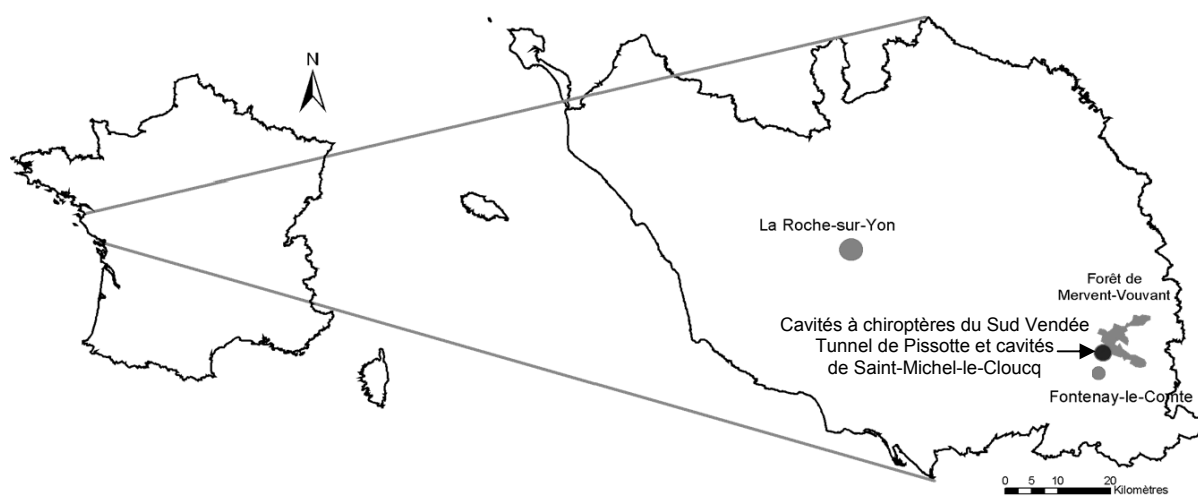 N
La Roche-sur-Yon
Forêt de
Mervent-Vouvant
Cavités à chiroptères du Sud Vendée
Tunnel de Pissotte et cavités
de Saint-Michel-le-Cloucq
Fontenay-le-Comte
0 5 10 20
Kilomètres